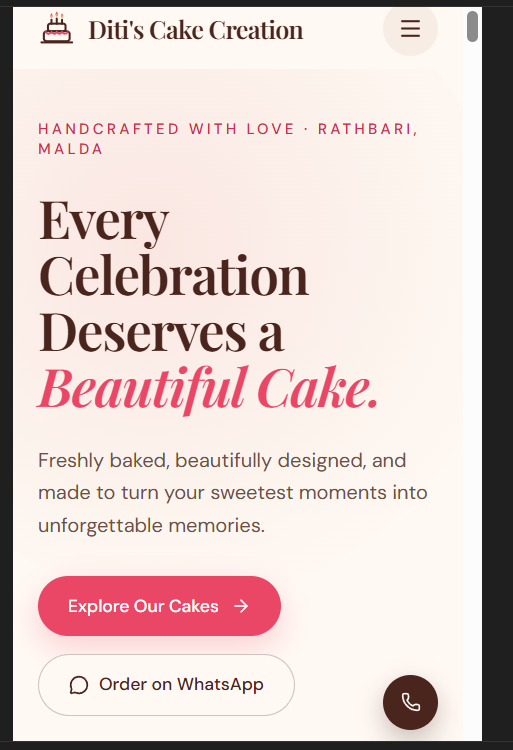 Diti's Cake Creation
HANDCRAFTED WITH LOVE · RATHBARI,
MALDA
Every
Celebration
Deserves a
Beautiful Cake.
Freshly baked, beautifully designed, and
made to turn your sweetest moments into
unforgettable memories.
Explore Our Cakes →
Order on WhatsApp